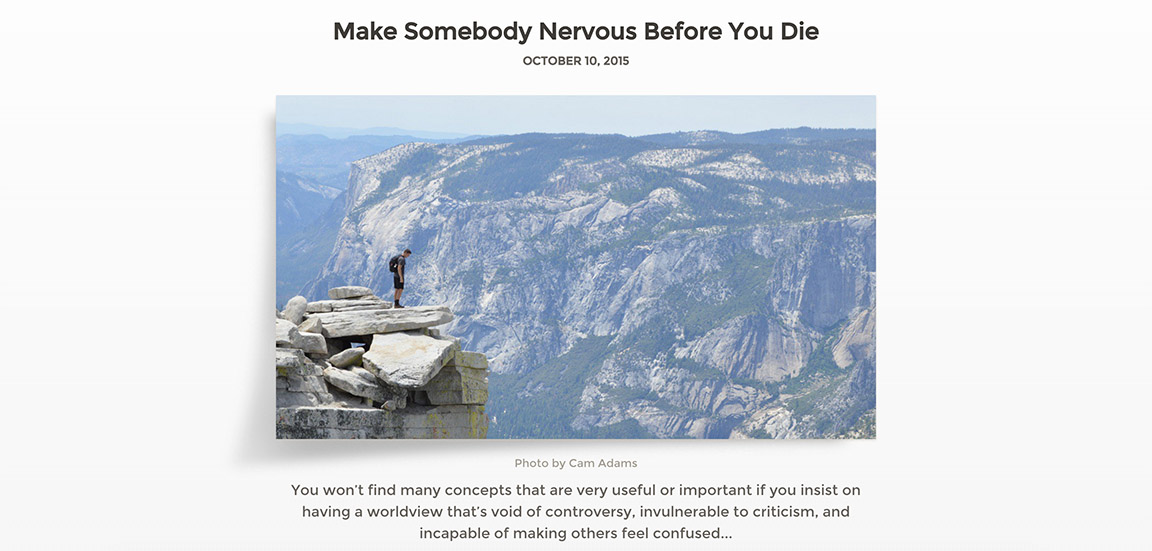 Make Somebody Nervous Before You Die
OCTOBER 10, 2015
Photo by Cam Adams
You won’t find many concepts that are very useful or important if you insist on
having a worldview that’s void of controversy, invulnerable to criticism, and
incapable of making others feel confused...